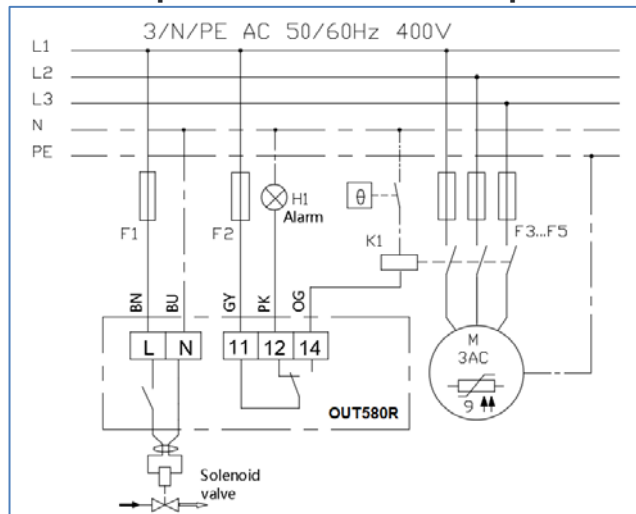 3/N/PE AC 50/60Hz 400V
L1
L2
L3
N
PE
F1
F2
H1
Alarm
θ
K1
F3...F5
BN
BU
GY
PK
OG
L
N
11
12
14
M
3AC
9
OUT580R
Solenoid
valve